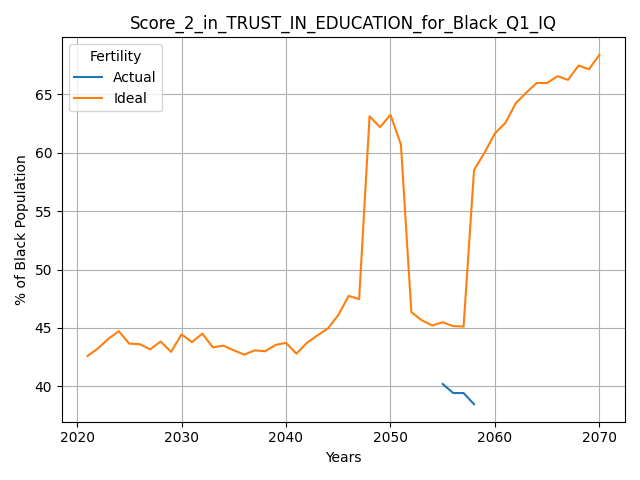 Score_2_in_TRUST_IN_EDUCATION_for_Black_Q1_IQ
Fertility
Actual
Ideal
% of Black Population
65
60
55
50
45
40
2020
2030
2040
2050
2060
2070
Years